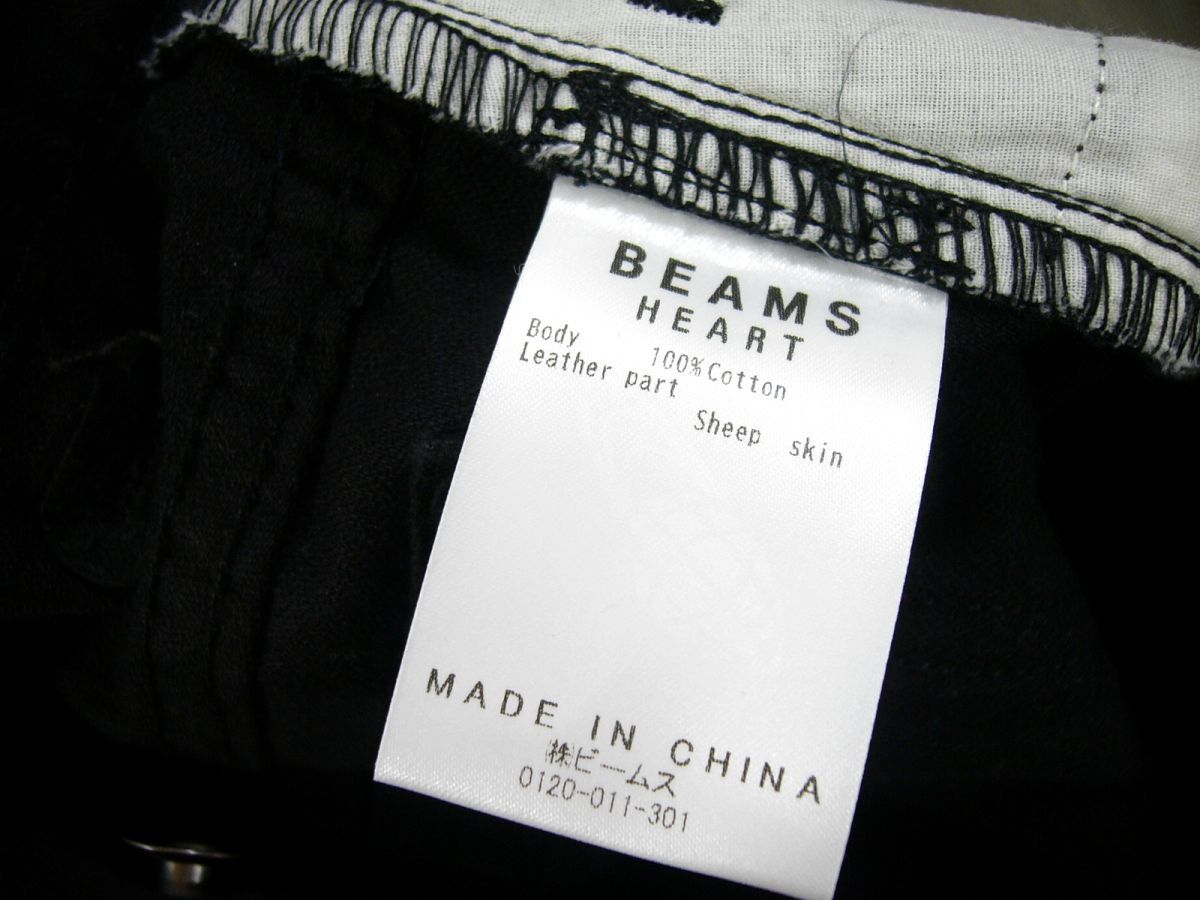 BEAMS
HEART
Body 100%Cotton
Leather part
Sheep skin
MADE IN CHINA
㈱ビームス
0120-011-301